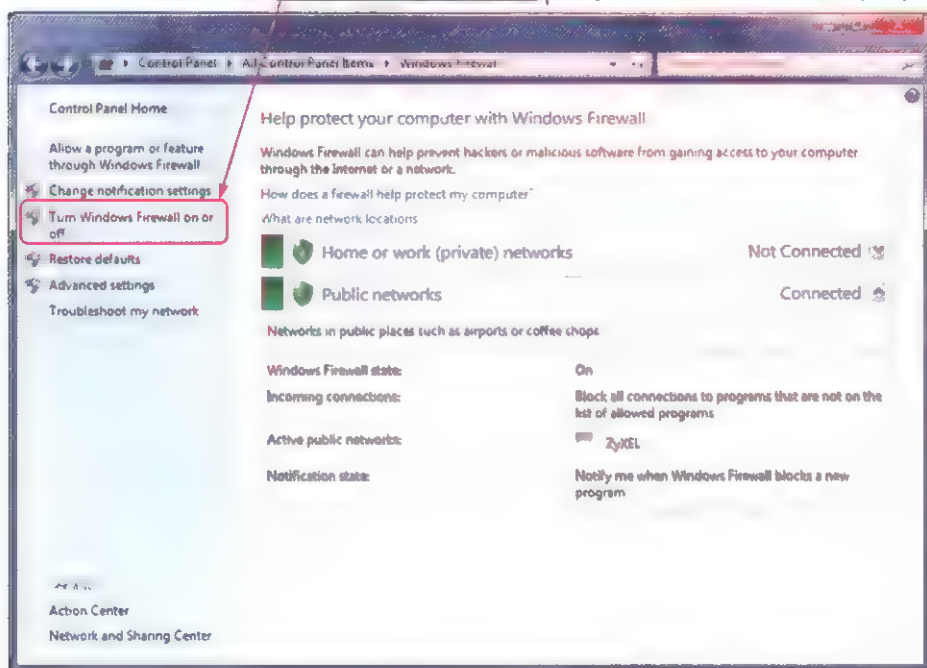 Control Panel All Control Panel Items Windows Firewall
Control Panel Home
Allow a program or feature
through Windows Firewall
Change notification settings
Turn Windows Firewall on or
off
Restore defaults
Advanced settings
Troubleshoot my network
Action Center
Network and Sharing Center
Help protect your computer with Windows Firewall
Windows Firewall can help prevent hackers or malicious software from gaining access to your computer
through the Internet or a network.
How does a firewall help protect my computer?
What are network locations
Home or work (private) networks Not Connected
Public networks Connected
Networks in public places such as airports or coffee shops
Windows Firewall state: On
Incoming connections: Block all connections to programs that are not on the
list of allowed programs
Active public networks: ZyXEL
Notification state: Notify me when Windows Firewall blocks a new
program